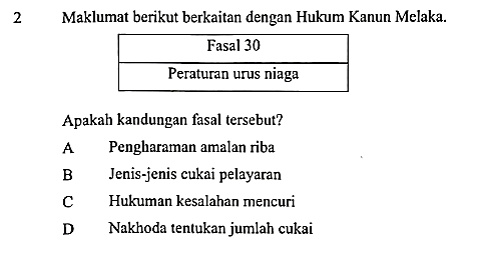 2 Maklumat berikut berkaitan dengan Hukum Kanun Melaka.
Fasal 30
Peraturan urus niaga
Apakah kandungan fasal tersebut?
A Pengharaman amalan riba
B Jenis-jenis cukai pelayaran
C Hukuman kesalahan mencuri
D Nakhoda tentukan jumlah cukai